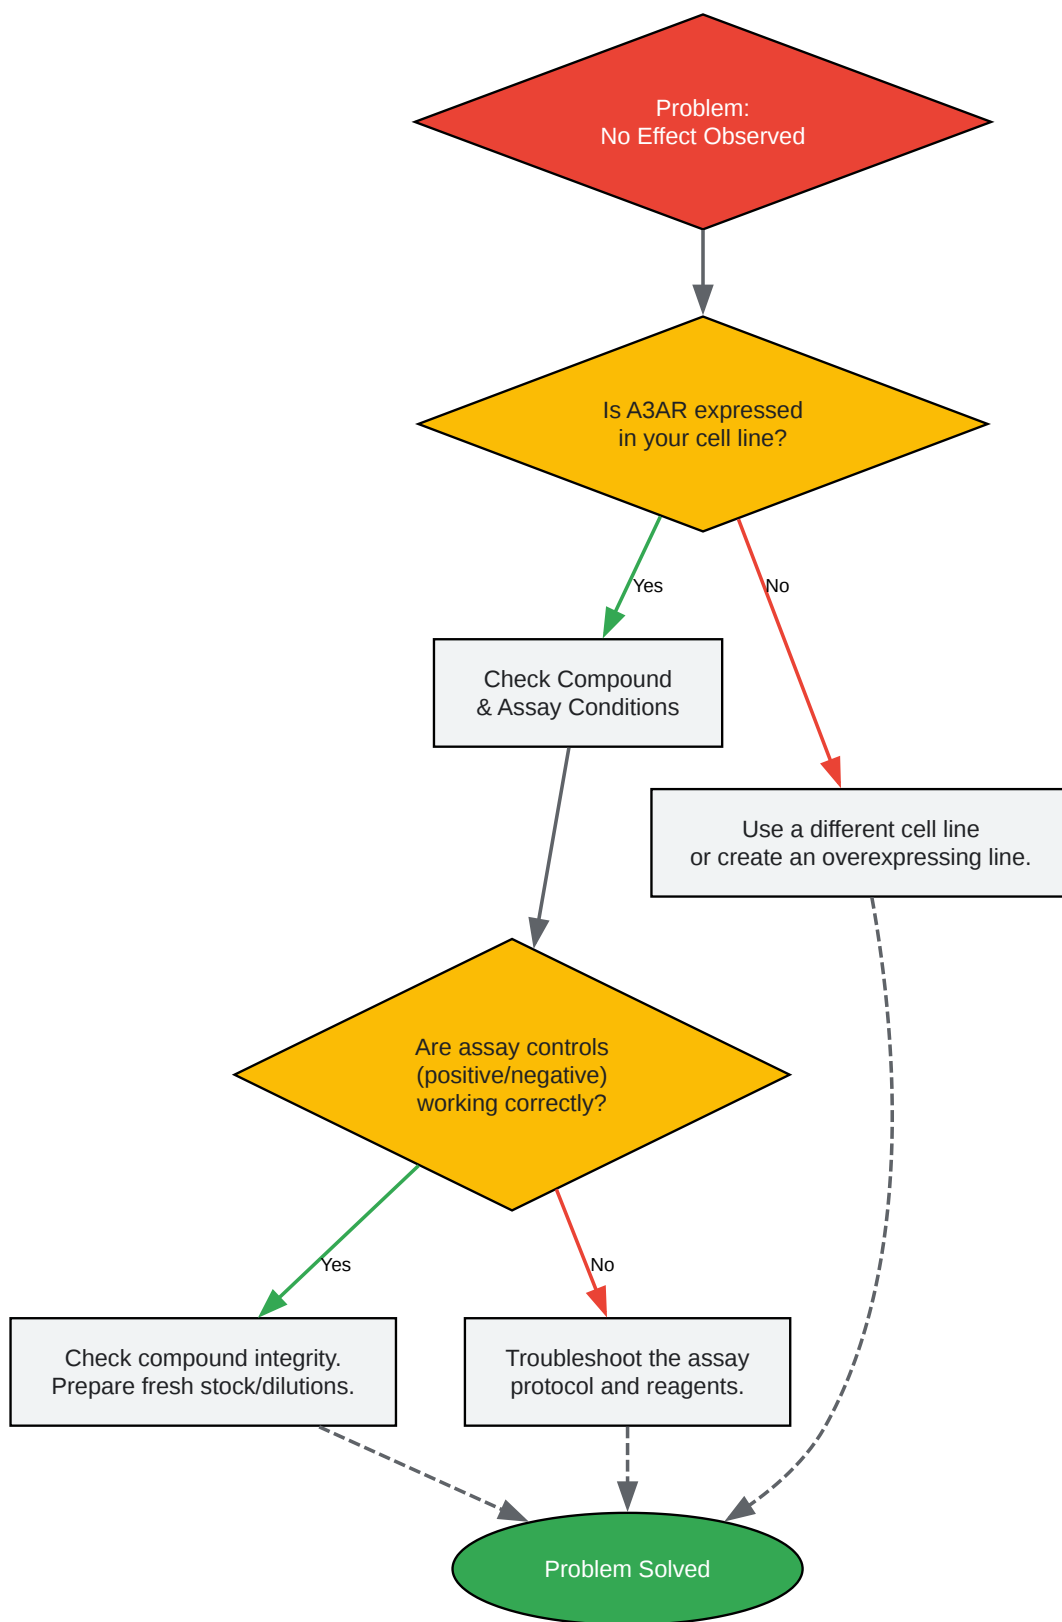 Problem:
No Effect Observed
Is A3AR expressed
in your cell line?
Yes
No
Check Compound
& Assay Conditions
Use a different cell line
or create an overexpressing line.
Are assay controls
(positive/negative)
working correctly?
Yes
No
Check compound integrity.
Prepare fresh stock/dilutions.
Troubleshoot the assay
protocol and reagents.
Problem Solved